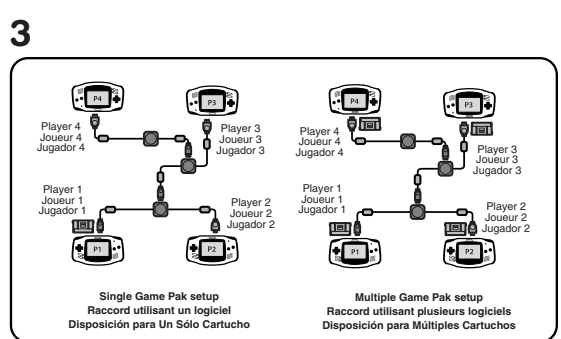 3
P4
P3
Player 4
Joueur 4
Jugador 4
Player 3
Joueur 3
Jugador 3
Player 1
Joueur 1
Jugador 1
Player 2
Joueur 2
Jugador 2
P1
P2
Single Game Pak setup
Raccord utilisant un logiciel
Disposición para Un Sólo Cartucho
P4
P3
Player 4
Joueur 4
Jugador 4
Player 3
Joueur 3
Jugador 3
Player 1
Joueur 1
Jugador 1
Player 2
Joueur 2
Jugador 2
P1
P2
Multiple Game Pak setup
Raccord utilisant plusieurs logiciels
Disposición para Múltiples Cartuchos